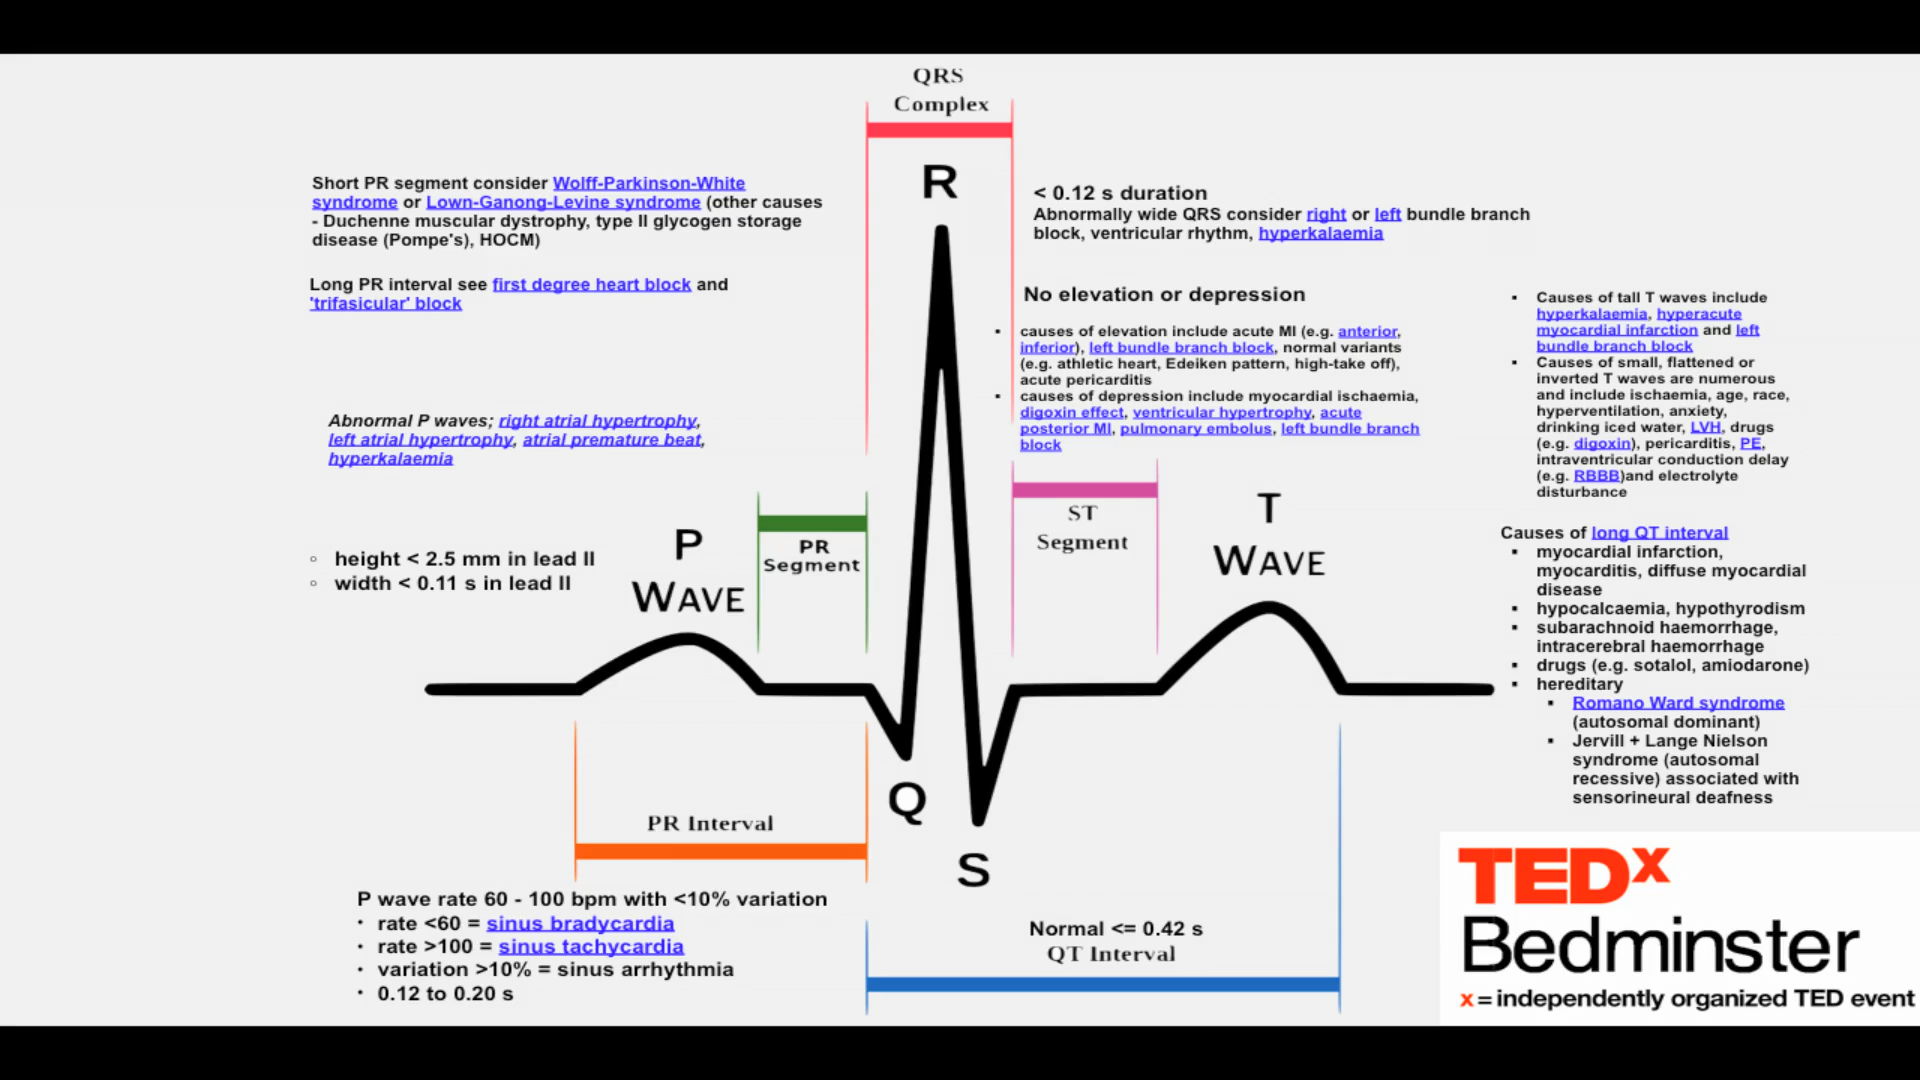 QRS
Complex
R
Short PR segment consider Wolff-Parkinson-White
syndrome or Lown-Ganong-Levine syndrome (other causes
- Duchenne muscular dystrophy, type II glycogen storage
disease (Pompe's), HOCM)
Long PR interval see first degree heart block and
'trifasicular' block
Abnormal P waves; right atrial hypertrophy,
left atrial hypertrophy, atrial premature beat,
hyperkalaemia
◦ height < 2.5 mm in lead II
◦ width < 0.11 s in lead II
P
WAVE
PR
Segment
< 0.12 s duration
Abnormally wide QRS consider right or left bundle branch
block, ventricular rhythm, hyperkalaemia
No elevation or depression
▪ causes of elevation include acute MI (e.g. anterior,
inferior), left bundle branch block, normal variants
(e.g. athletic heart, Edeiken pattern, high-take off),
acute pericarditis
▪ causes of depression include myocardial ischaemia,
digoxin effect, ventricular hypertrophy, acute
posterior MI, pulmonary embolus, left bundle branch
block
ST
Segment
T
WAVE
▪ Causes of tall T waves include
hyperkalaemia, hyperacute
myocardial infarction and left
bundle branch block
▪ Causes of small, flattened or
inverted T waves are numerous
and include ischaemia, age, race,
hyperventilation, anxiety,
drinking iced water, LVH, drugs
(e.g. digoxin), pericarditis, PE,
intraventricular conduction delay
(e.g. RBBB)and electrolyte
disturbance
Causes of long QT interval
▪ myocardial infarction,
myocarditis, diffuse myocardial
disease
▪ hypocalcaemia, hypothyrodism
▪ subarachnoid haemorrhage,
intracerebral haemorrhage
▪ drugs (e.g. sotalol, amiodarone)
▪ hereditary
▪ Romano Ward syndrome
(autosomal dominant)
▪ Jervill + Lange Nielson
syndrome (autosomal
recessive) associated with
sensorineural deafness
Q
S
PR Interval
P wave rate 60 - 100 bpm with <10% variation
· rate <60 = sinus bradycardia
· rate >100 = sinus tachycardia
· variation >10% = sinus arrhythmia
· 0.12 to 0.20 s
Normal <= 0.42 s
QT Interval
TEDx
Bedminster
x = independently organized TED event